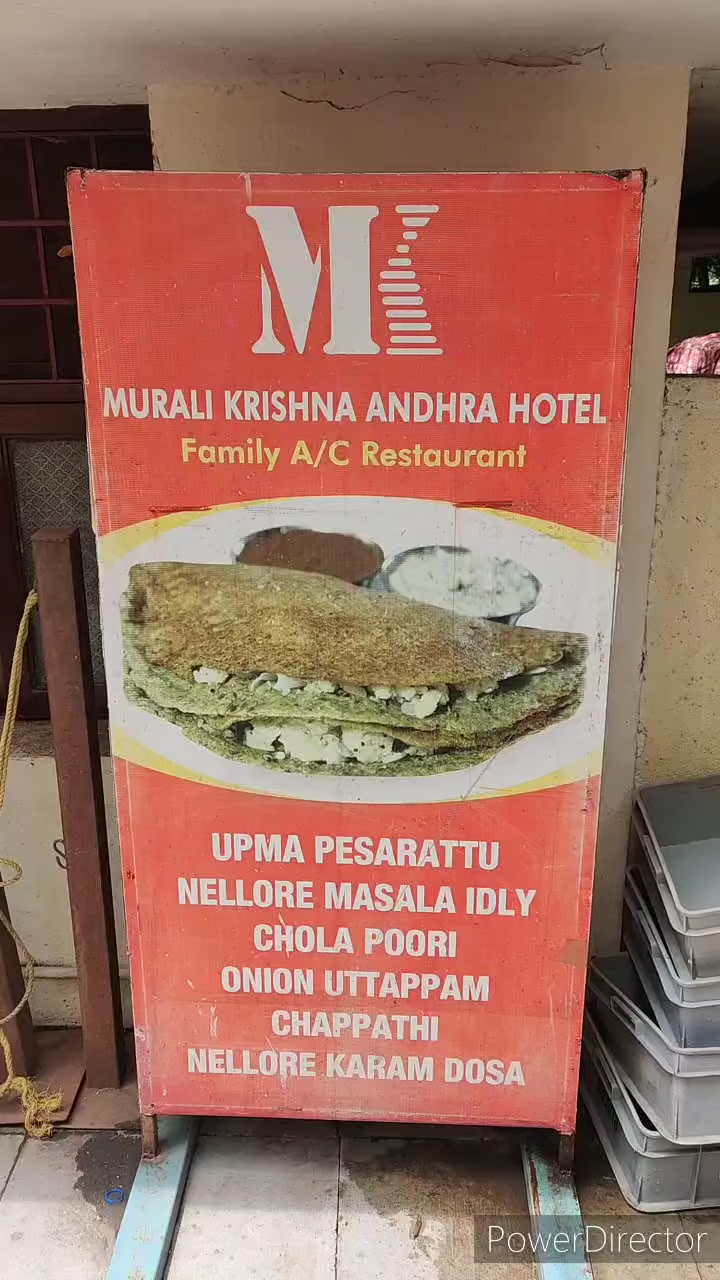 MK
MURALI KRISHNA ANDHRA HOTEL
Family A/C Restaurant
UPMA PESARATTU
NELLORE MASALA IDLY
CHOLA POORI
ONION UTTAPPAM
CHAPPATHI
NELLORE KARAM DOSA
PowerDirector